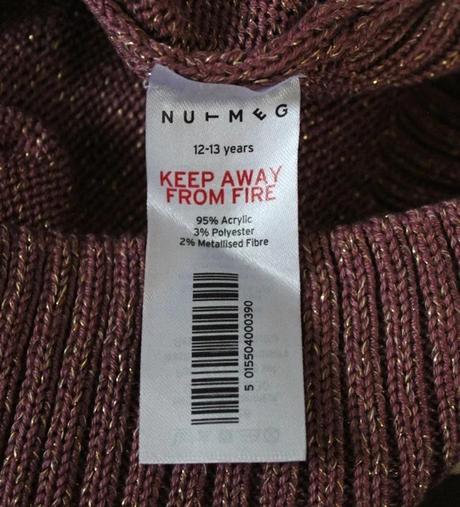 NUTMEG
12-13 years
KEEP AWAY
FROM FIRE
95% Acrylic
3% Polyester
2% Metallised Fibre
5 015504 000390